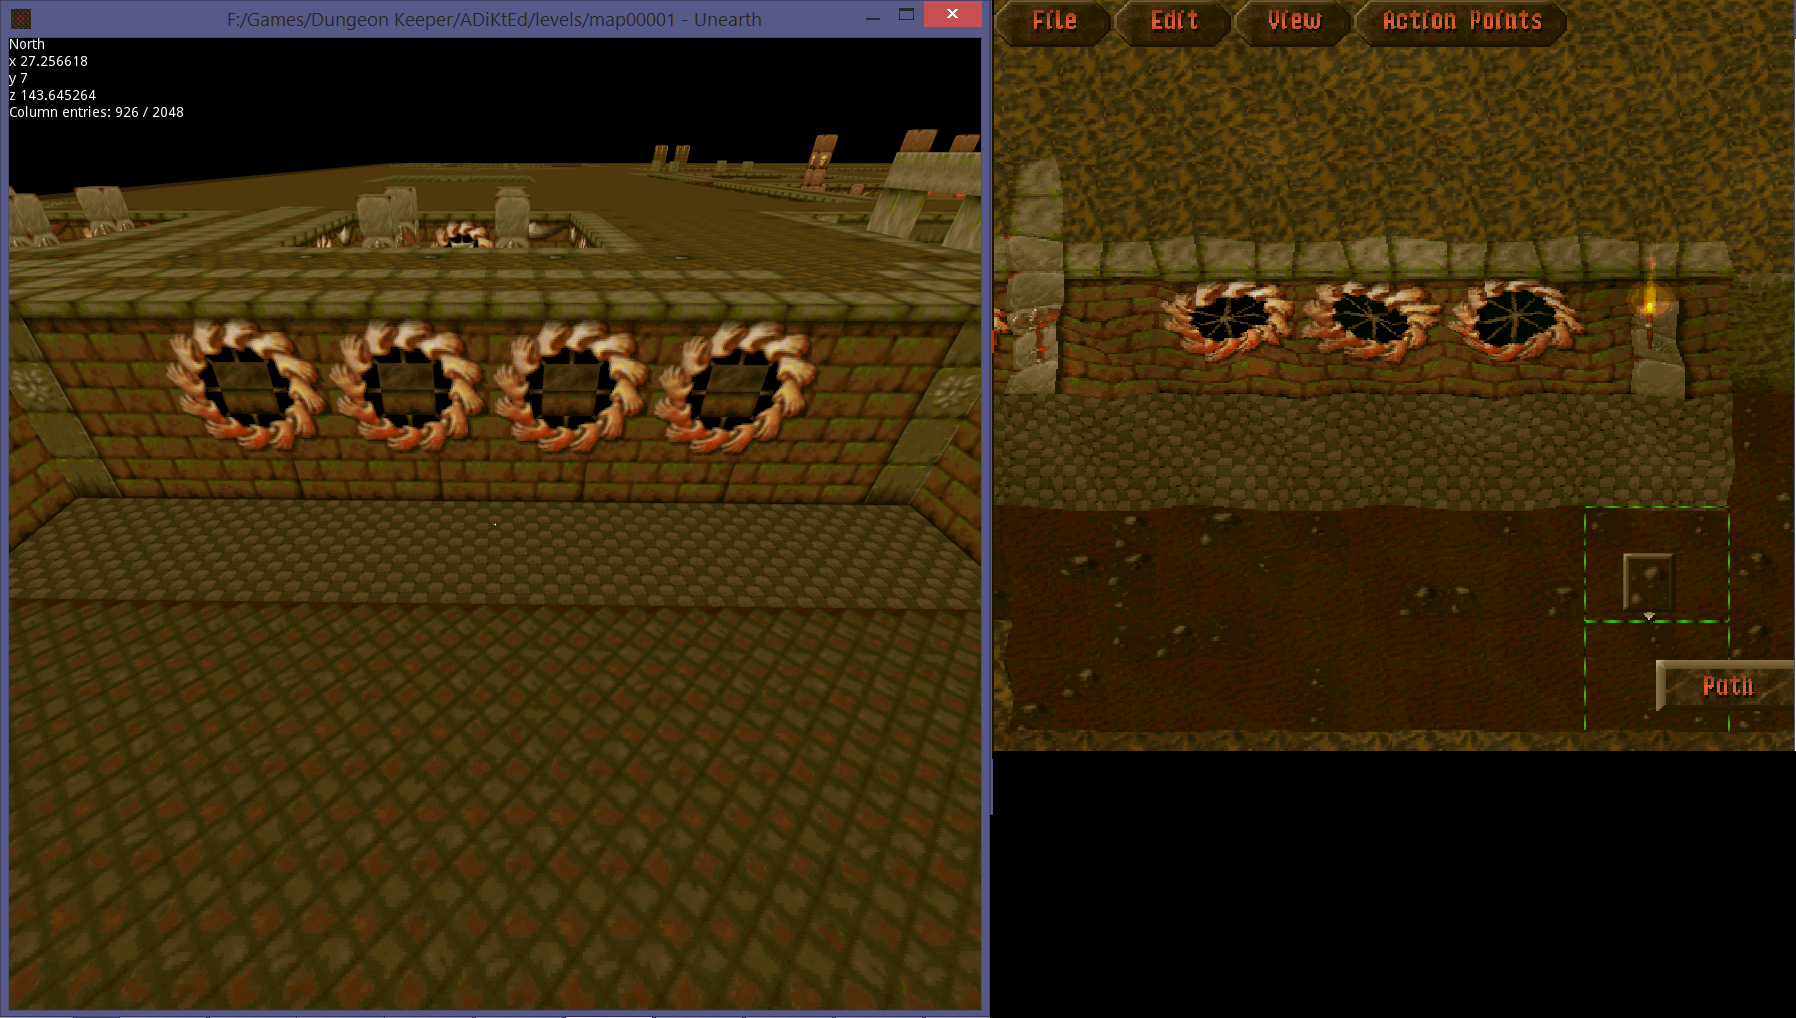 F:/Games/Dungeon Keeper/ADiKtEd/levels/map00001 - Unearth
North
x 27.256618
y 7
z 143.645264
Column entries: 926 / 2048
File
Edit
View
Action Points
Path